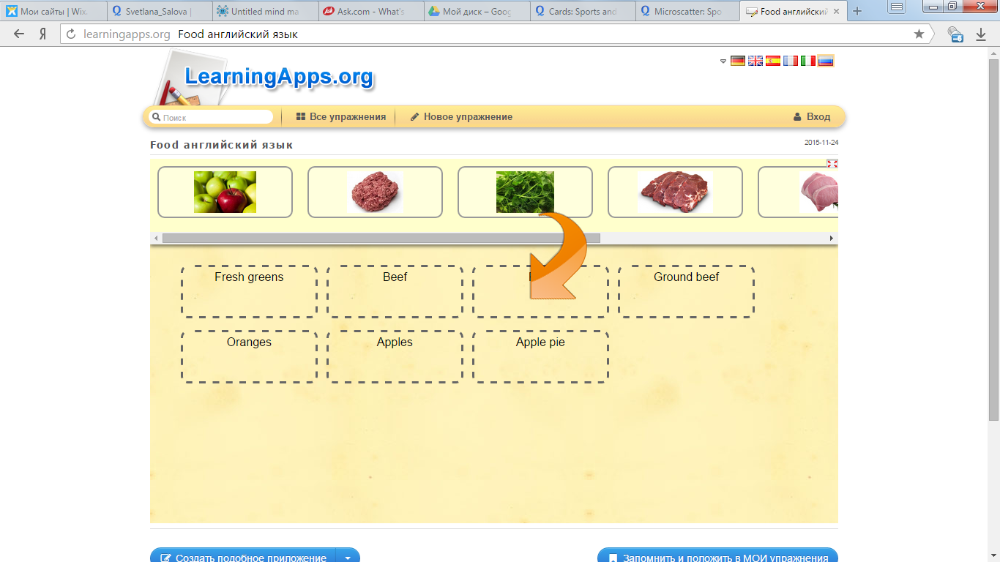 Мои сайты | Wix.
Svetlana_Salova |
Untitled mind ma
Ask.com - What's
Мой диск – Goog
Cards: Sports and
Microscatter: Spo
Food английский
learningapps.org Food английский язык
LearningApps.org
Поиск
Все упражнения
Новое упражнение
Вход
Food английский язык
2015-11-24
Fresh greens
Beef
Ground beef
Oranges
Apples
Apple pie
Создать подобное приложение
Запомнить и положить в МОИ упражнения